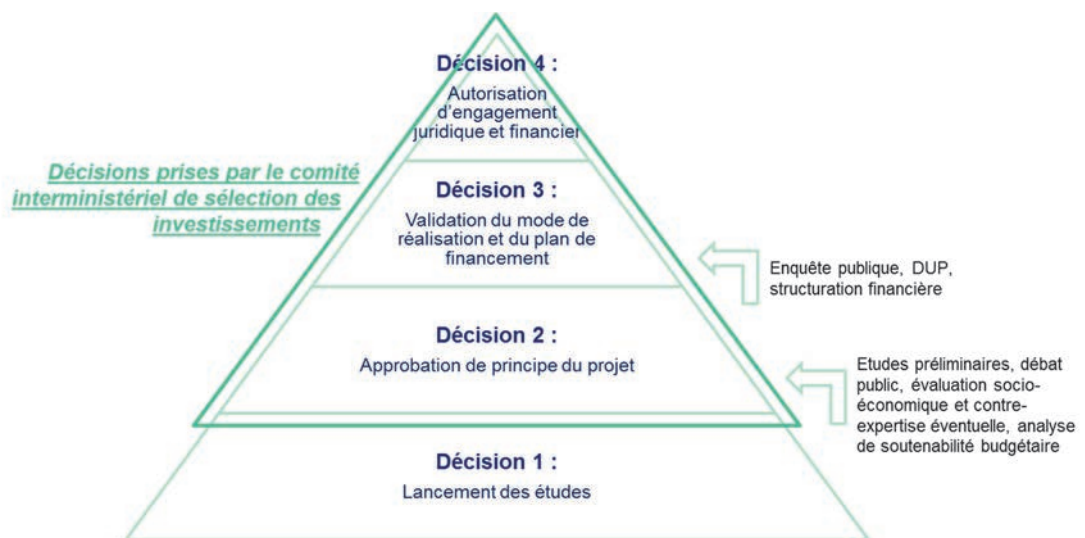 Décision 4 :
Autorisation
d'engagement
juridique et financier
Décisions prises par le comité
interministériel de sélection des
investissements
Décision 3 :
Validation du mode de
réalisation et du plan de
financement
Enquête publique, DUP,
structuration financière
Décision 2 :
Approbation de principe du projet
Etudes préliminaires, débat
public, évaluation socio-
économique et contre-
expertise éventuelle, analyse
de soutenabilité budgétaire
Décision 1 :
Lancement des études